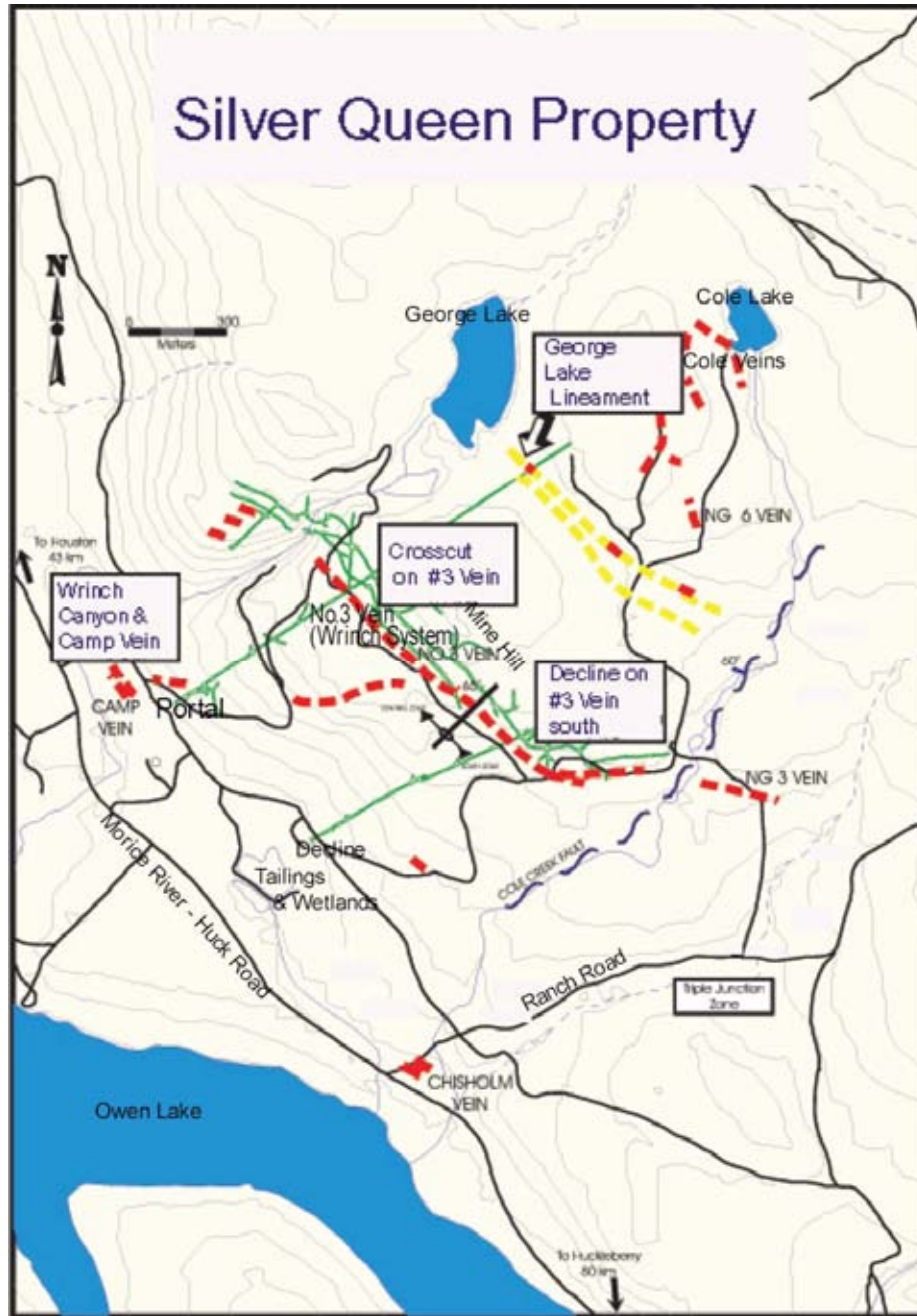 Silver Queen Property
N
0
300
Meters
George Lake
Cole Lake
Cole Veins
George
Lake
Lineament
NG 6 VEIN
To Houston
43 km
Crosscut
on #3 Vein
Wrinch
Canyon &
Camp Vein
No.3 Vein
(Wrinch System)
NO.3 VEIN
Mine Hill
60°
Decline on
#3 Vein
south
CAMP
VEIN
Portal
NG 3 VEIN
Decline
Tailings
& Wetlands
COLE CREEK FAULT
Morice River - Huck Road
Ranch Road
Triple Junction
Zone
CHISHOLM
VEIN
Owen Lake
To Huckleberry
80 km